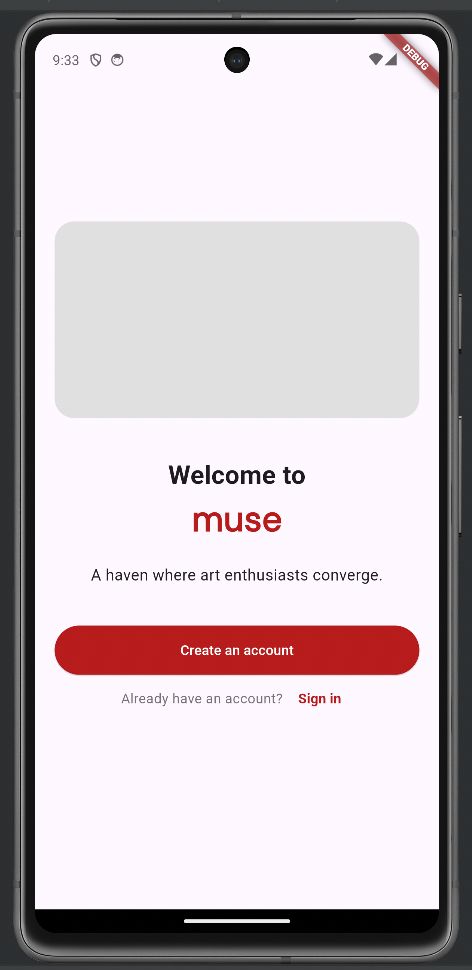 9:33
DEBUG
Welcome to
muse
A haven where art enthusiasts converge.
Create an account
Already have an account? Sign in